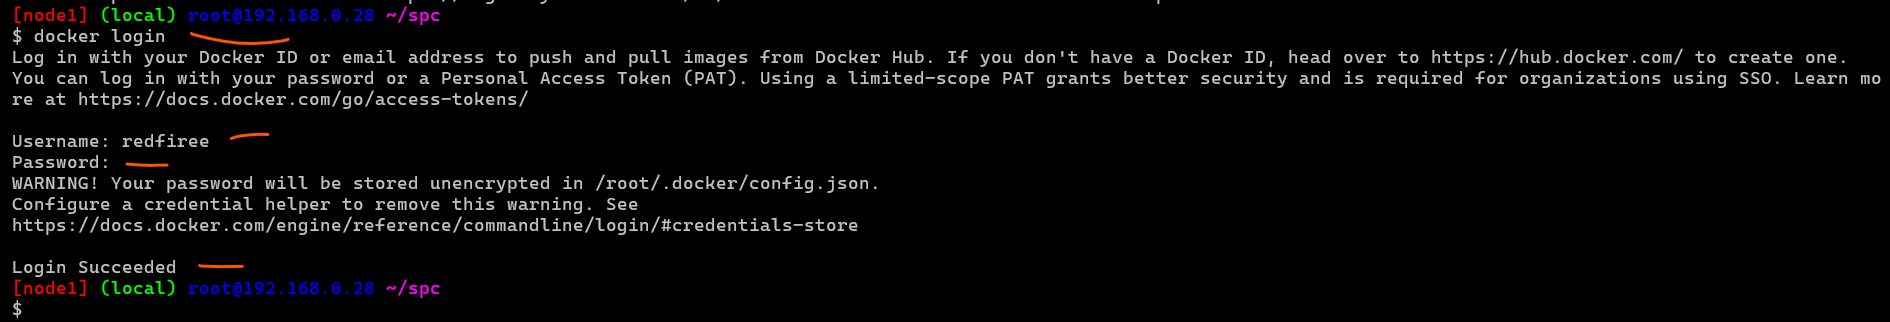 [node1] (local) root@192.168.0.28 ~/spc
$ docker login
Log in with your Docker ID or email address to push and pull images from Docker Hub. If you don't have a Docker ID, head over to https://hub.docker.com/ to create one.
You can log in with your password or a Personal Access Token (PAT). Using a limited-scope PAT grants better security and is required for organizations using SSO. Learn mo
re at https://docs.docker.com/go/access-tokens/
Username: redfiree
Password:
WARNING! Your password will be stored unencrypted in /root/.docker/config.json.
Configure a credential helper to remove this warning. See
https://docs.docker.com/engine/reference/commandline/login/#credentials-store
Login Succeeded
[node1] (local) root@192.168.0.28 ~/spc
$